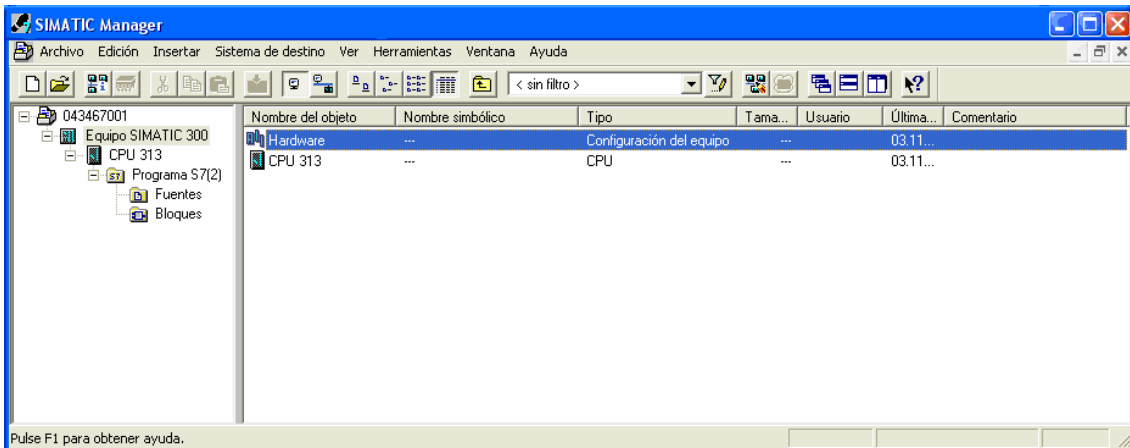 SIMATIC Manager
Archivo Edición Insertar Sistema de destino Ver Herramientas Ventana Ayuda
< sin filtro >
043467001
Equipo SIMATIC 300
CPU 313
S7 Programa S7(2)
Fuentes
Bloques
Nombre del objeto Nombre simbólico Tipo Tama... Usuario Última... Comentario
Hardware --- Configuración del equipo --- 03.11...
CPU 313 --- CPU --- 03.11...
Pulse F1 para obtener ayuda.